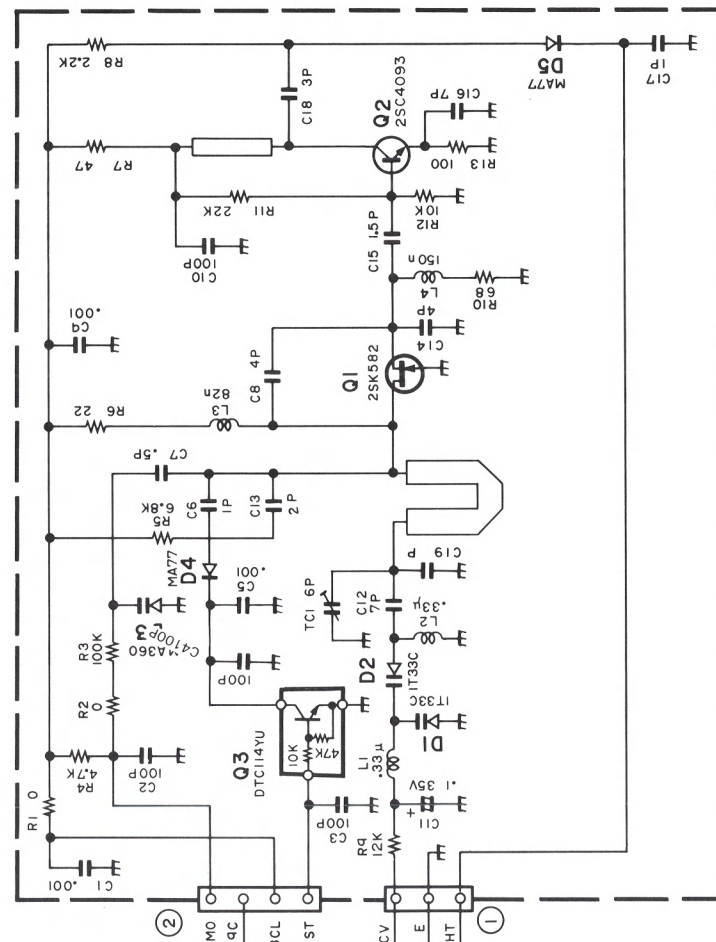 R8
2.2K
R7
47
C18
3P
D5
MA77
C17
1P
Q2
2SC4093
C16 7P
R13
100
R11
22K
R12
10K
C10
100P
C15
1.5P
L4
150n
R10
68
C14
4P
C9
.001
C8
4P
Q1
2SK582
R6
22
L3
82n
C7 .5P
R5
6.8K
C6
1P
C13
2P
D4
MA77
C5
.001
100P
TC1 6P
C12
7P
C19
P
L2
.33μ
D2
1T33C
1T33C
D1
R3
100K
R2
0
MA360
C4 100P
3
R4
4.7K
C2
100P
Q3
DTC114YU
10K
47K
C3
100P
L1
.33μ
C11
.1 35V
+
R9
12K
R1 0
C1
.001
2
MO
9C
CL
ST
CV
E
HT
1